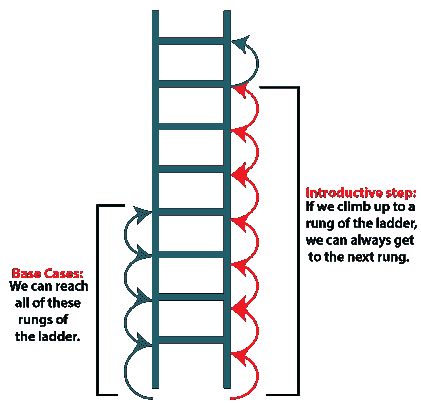 Introductive step:
If we climb up to a
rung of the ladder,
we can always get
to the next rung.
Base Cases:
We can reach
all of these
rungs of
the ladder.